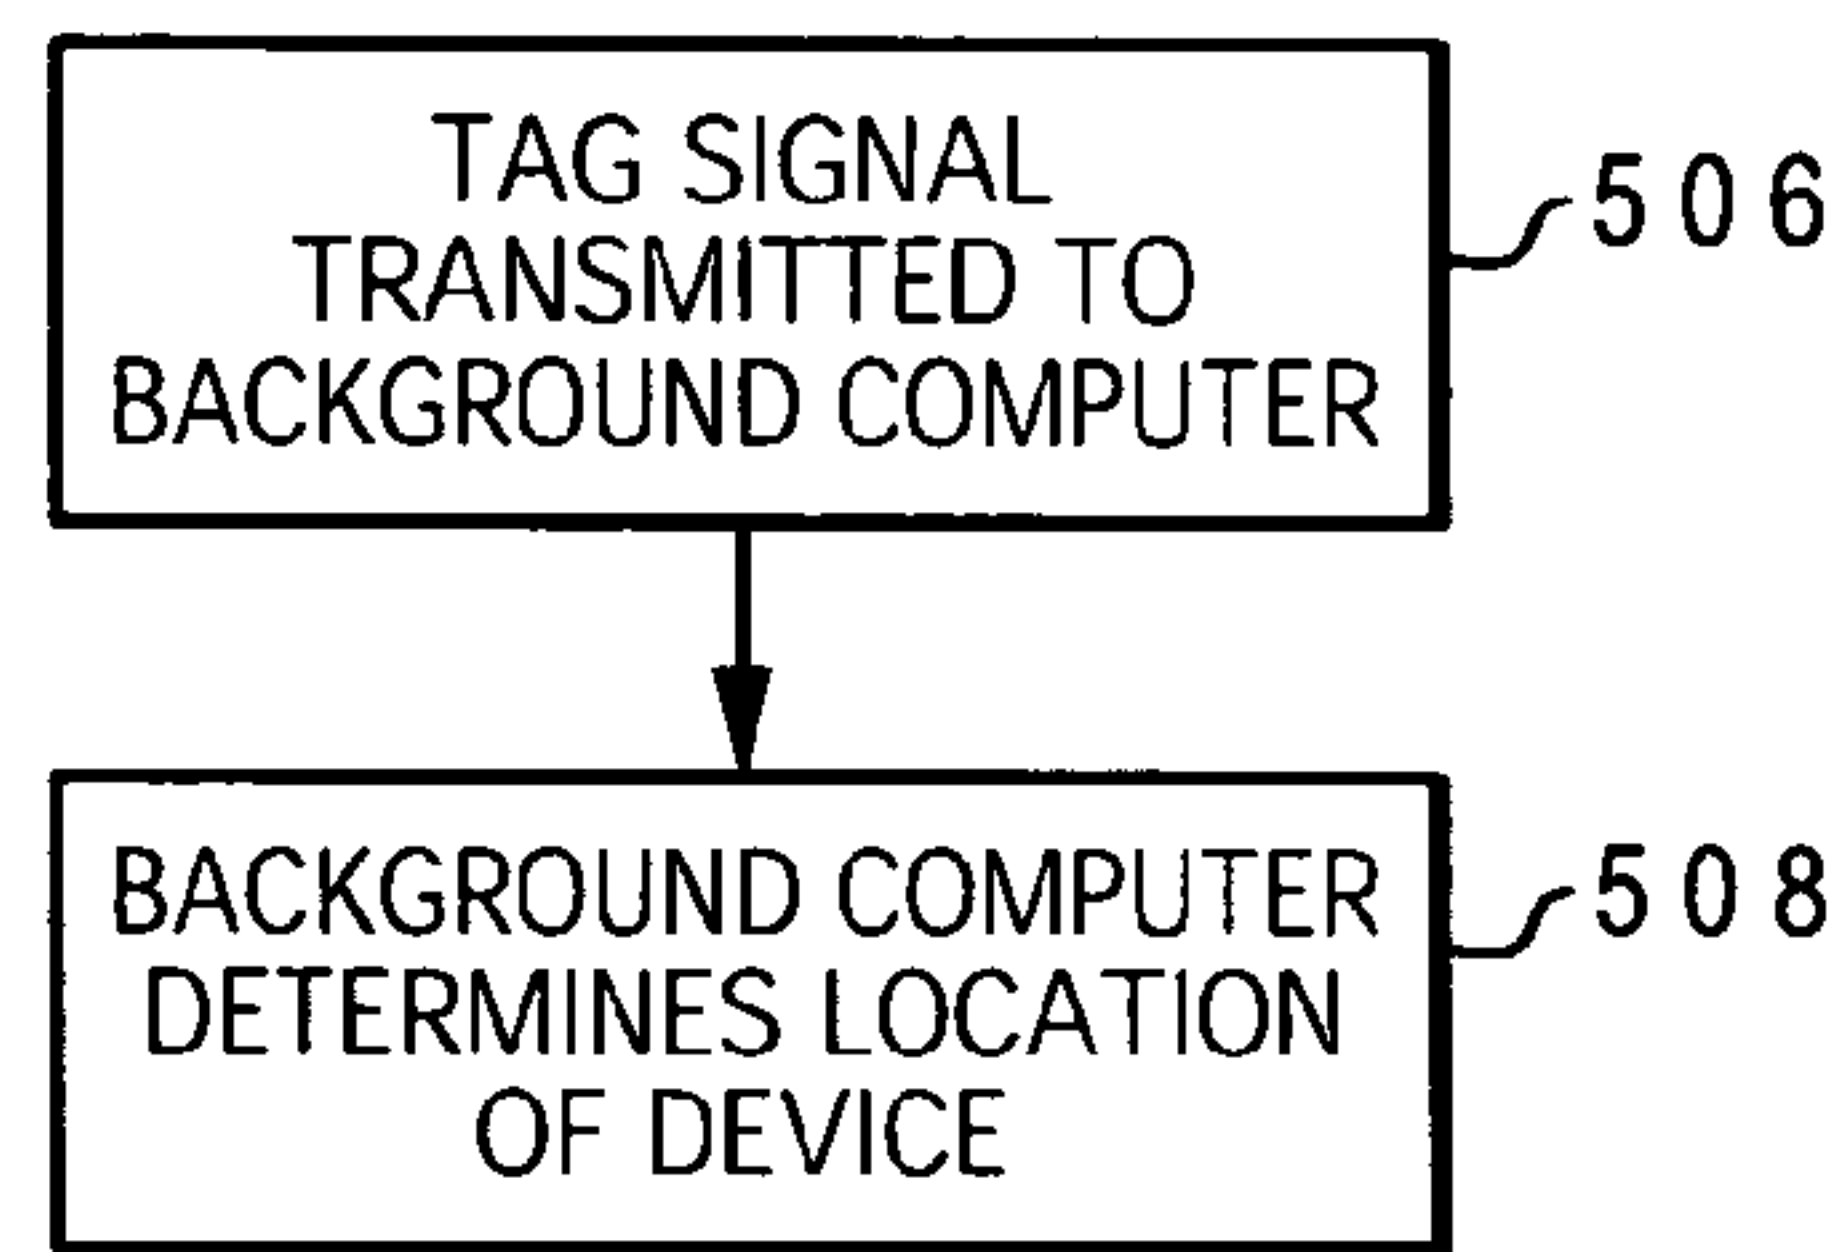 TAG SIGNAL
TRANSMITTED TO
BACKGROUND COMPUTER
506
BACKGROUND COMPUTER
DETERMINES LOCATION
OF DEVICE
508